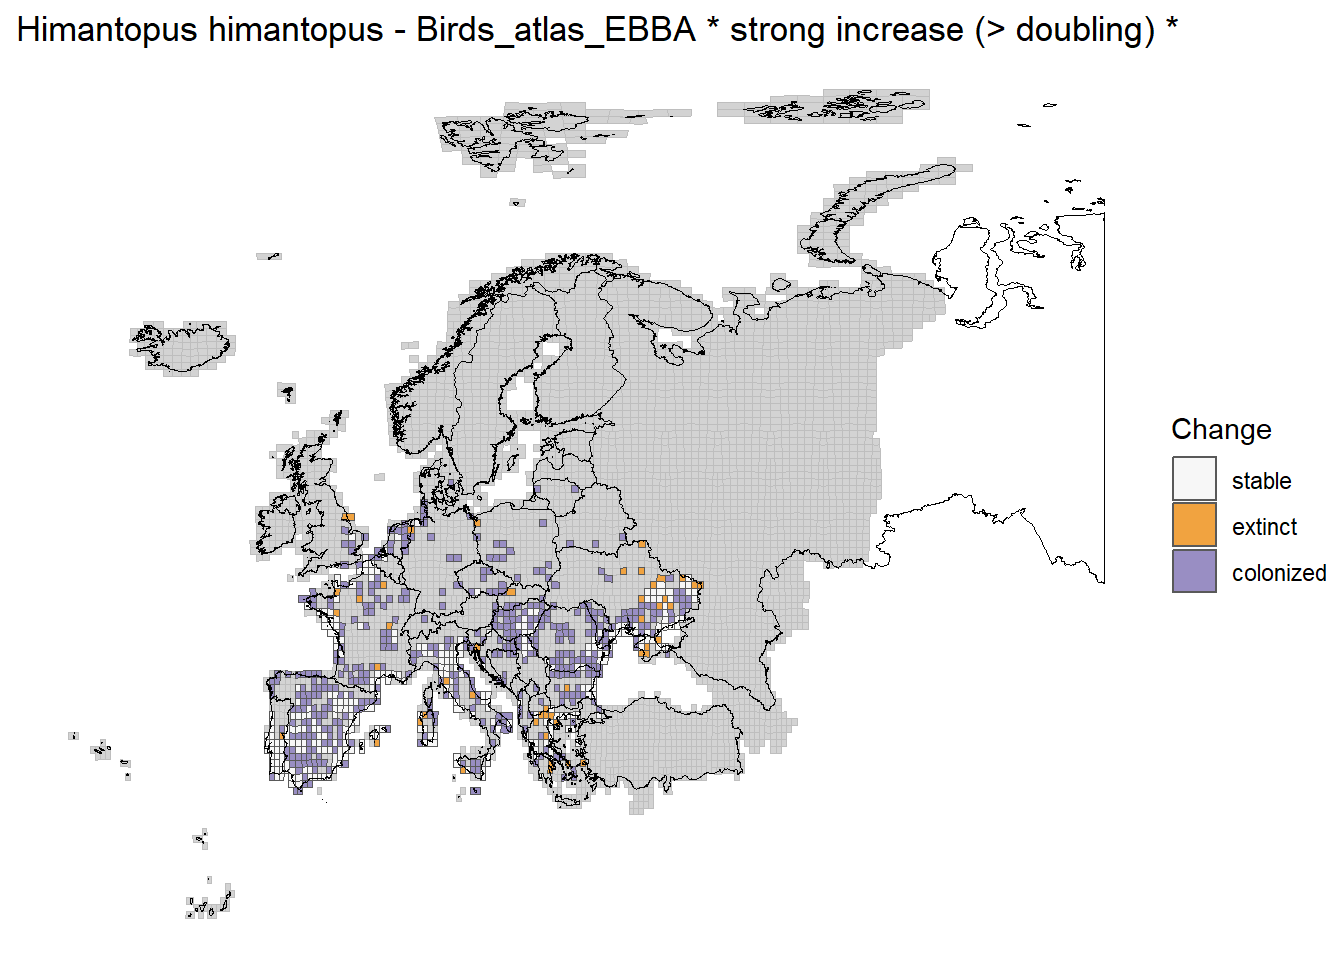 Himantopus himantopus - Birds_atlas_EBBA * strong increase (> doubling) *
Change
stable
extinct
colonized